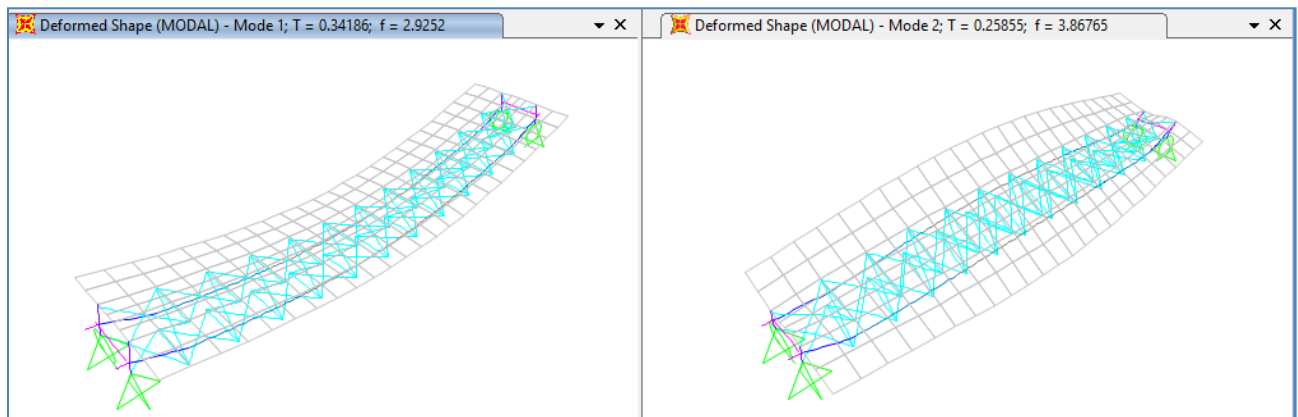 Deformed Shape (MODAL) - Mode 1; T = 0.34186; f = 2.9252
Deformed Shape (MODAL) - Mode 2; T = 0.25855; f = 3.86765